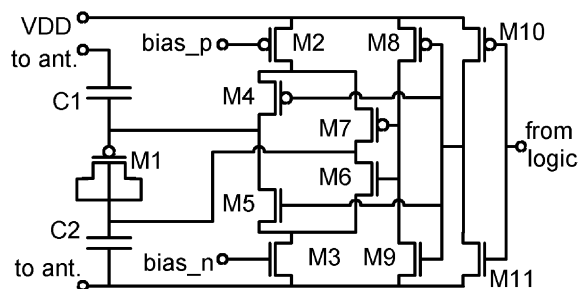 VDD
to ant.
C1
M1
C2
to ant.
bias_p
M2
M4
M7
M6
M5
bias_n
M3
M8
M9
M10
from
logic
M11